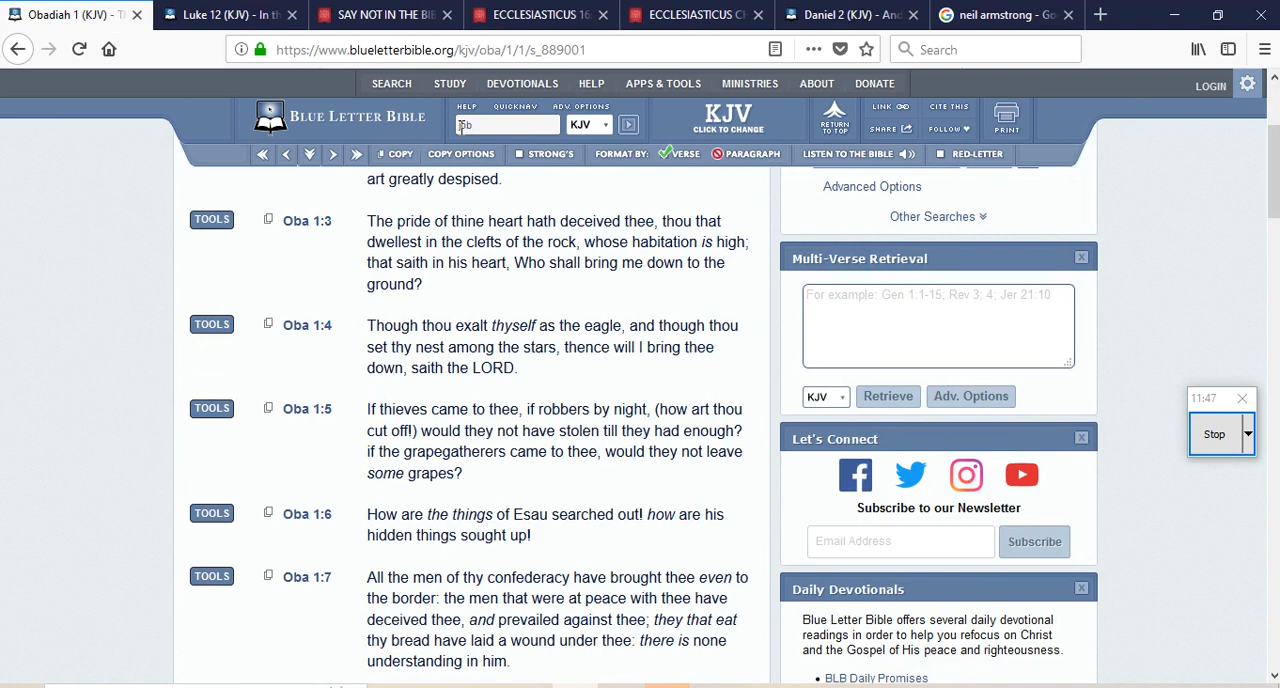 Obadiah 1 (KJV) - T
Luke 12 (KJV) - In th
SAY NOT IN THE BI
ECCLESIASTICUS 16
ECCLESIASTICUS C
Daniel 2 (KJV) - And
neil armstrong - Go
https://www.blueletterbible.org/kjv/oba/1/1/s_889001
Search
SEARCH STUDY DEVOTIONALS HELP APPS & TOOLS MINISTRIES ABOUT DONATE
LOGIN
BLUE LETTER BIBLE
HELP QUICKNAV ADV. OPTIONS
KJV
KJV
CLICK TO CHANGE
RETURN
TO TOP
LINK
CITE THIS
SHARE
FOLLOW
PRINT
COPY COPY OPTIONS STRONG'S FORMAT BY: VERSE PARAGRAPH LISTEN TO THE BIBLE RED-LETTER
art greatly despised.
TOOLS Oba 1:3 The pride of thine heart hath deceived thee, thou that
dwellest in the clefts of the rock, whose habitation is high;
that saith in his heart, Who shall bring me down to the
ground?
TOOLS Oba 1:4 Though thou exalt thyself as the eagle, and though thou
set thy nest among the stars, thence will I bring thee
down, saith the LORD.
TOOLS Oba 1:5 If thieves came to thee, if robbers by night, (how art thou
cut off!) would they not have stolen till they had enough?
if the grapegatherers came to thee, would they not leave
some grapes?
TOOLS Oba 1:6 How are the things of Esau searched out! how are his
hidden things sought up!
TOOLS Oba 1:7 All the men of thy confederacy have brought thee even to
the border: the men that were at peace with thee have
deceived thee, and prevailed against thee; they that eat
thy bread have laid a wound under thee: there is none
understanding in him.
Advanced Options
Other Searches
Multi-Verse Retrieval
For example: Gen 1:1-15; Rev 3; 4; Jer 21:10
KJV Retrieve Adv. Options
Let's Connect
Subscribe to our Newsletter
Email Address Subscribe
Daily Devotionals
Blue Letter Bible offers several daily devotional
readings in order to help you refocus on Christ
and the Gospel of His peace and righteousness.
• BLB Daily Promises
11:47
Stop